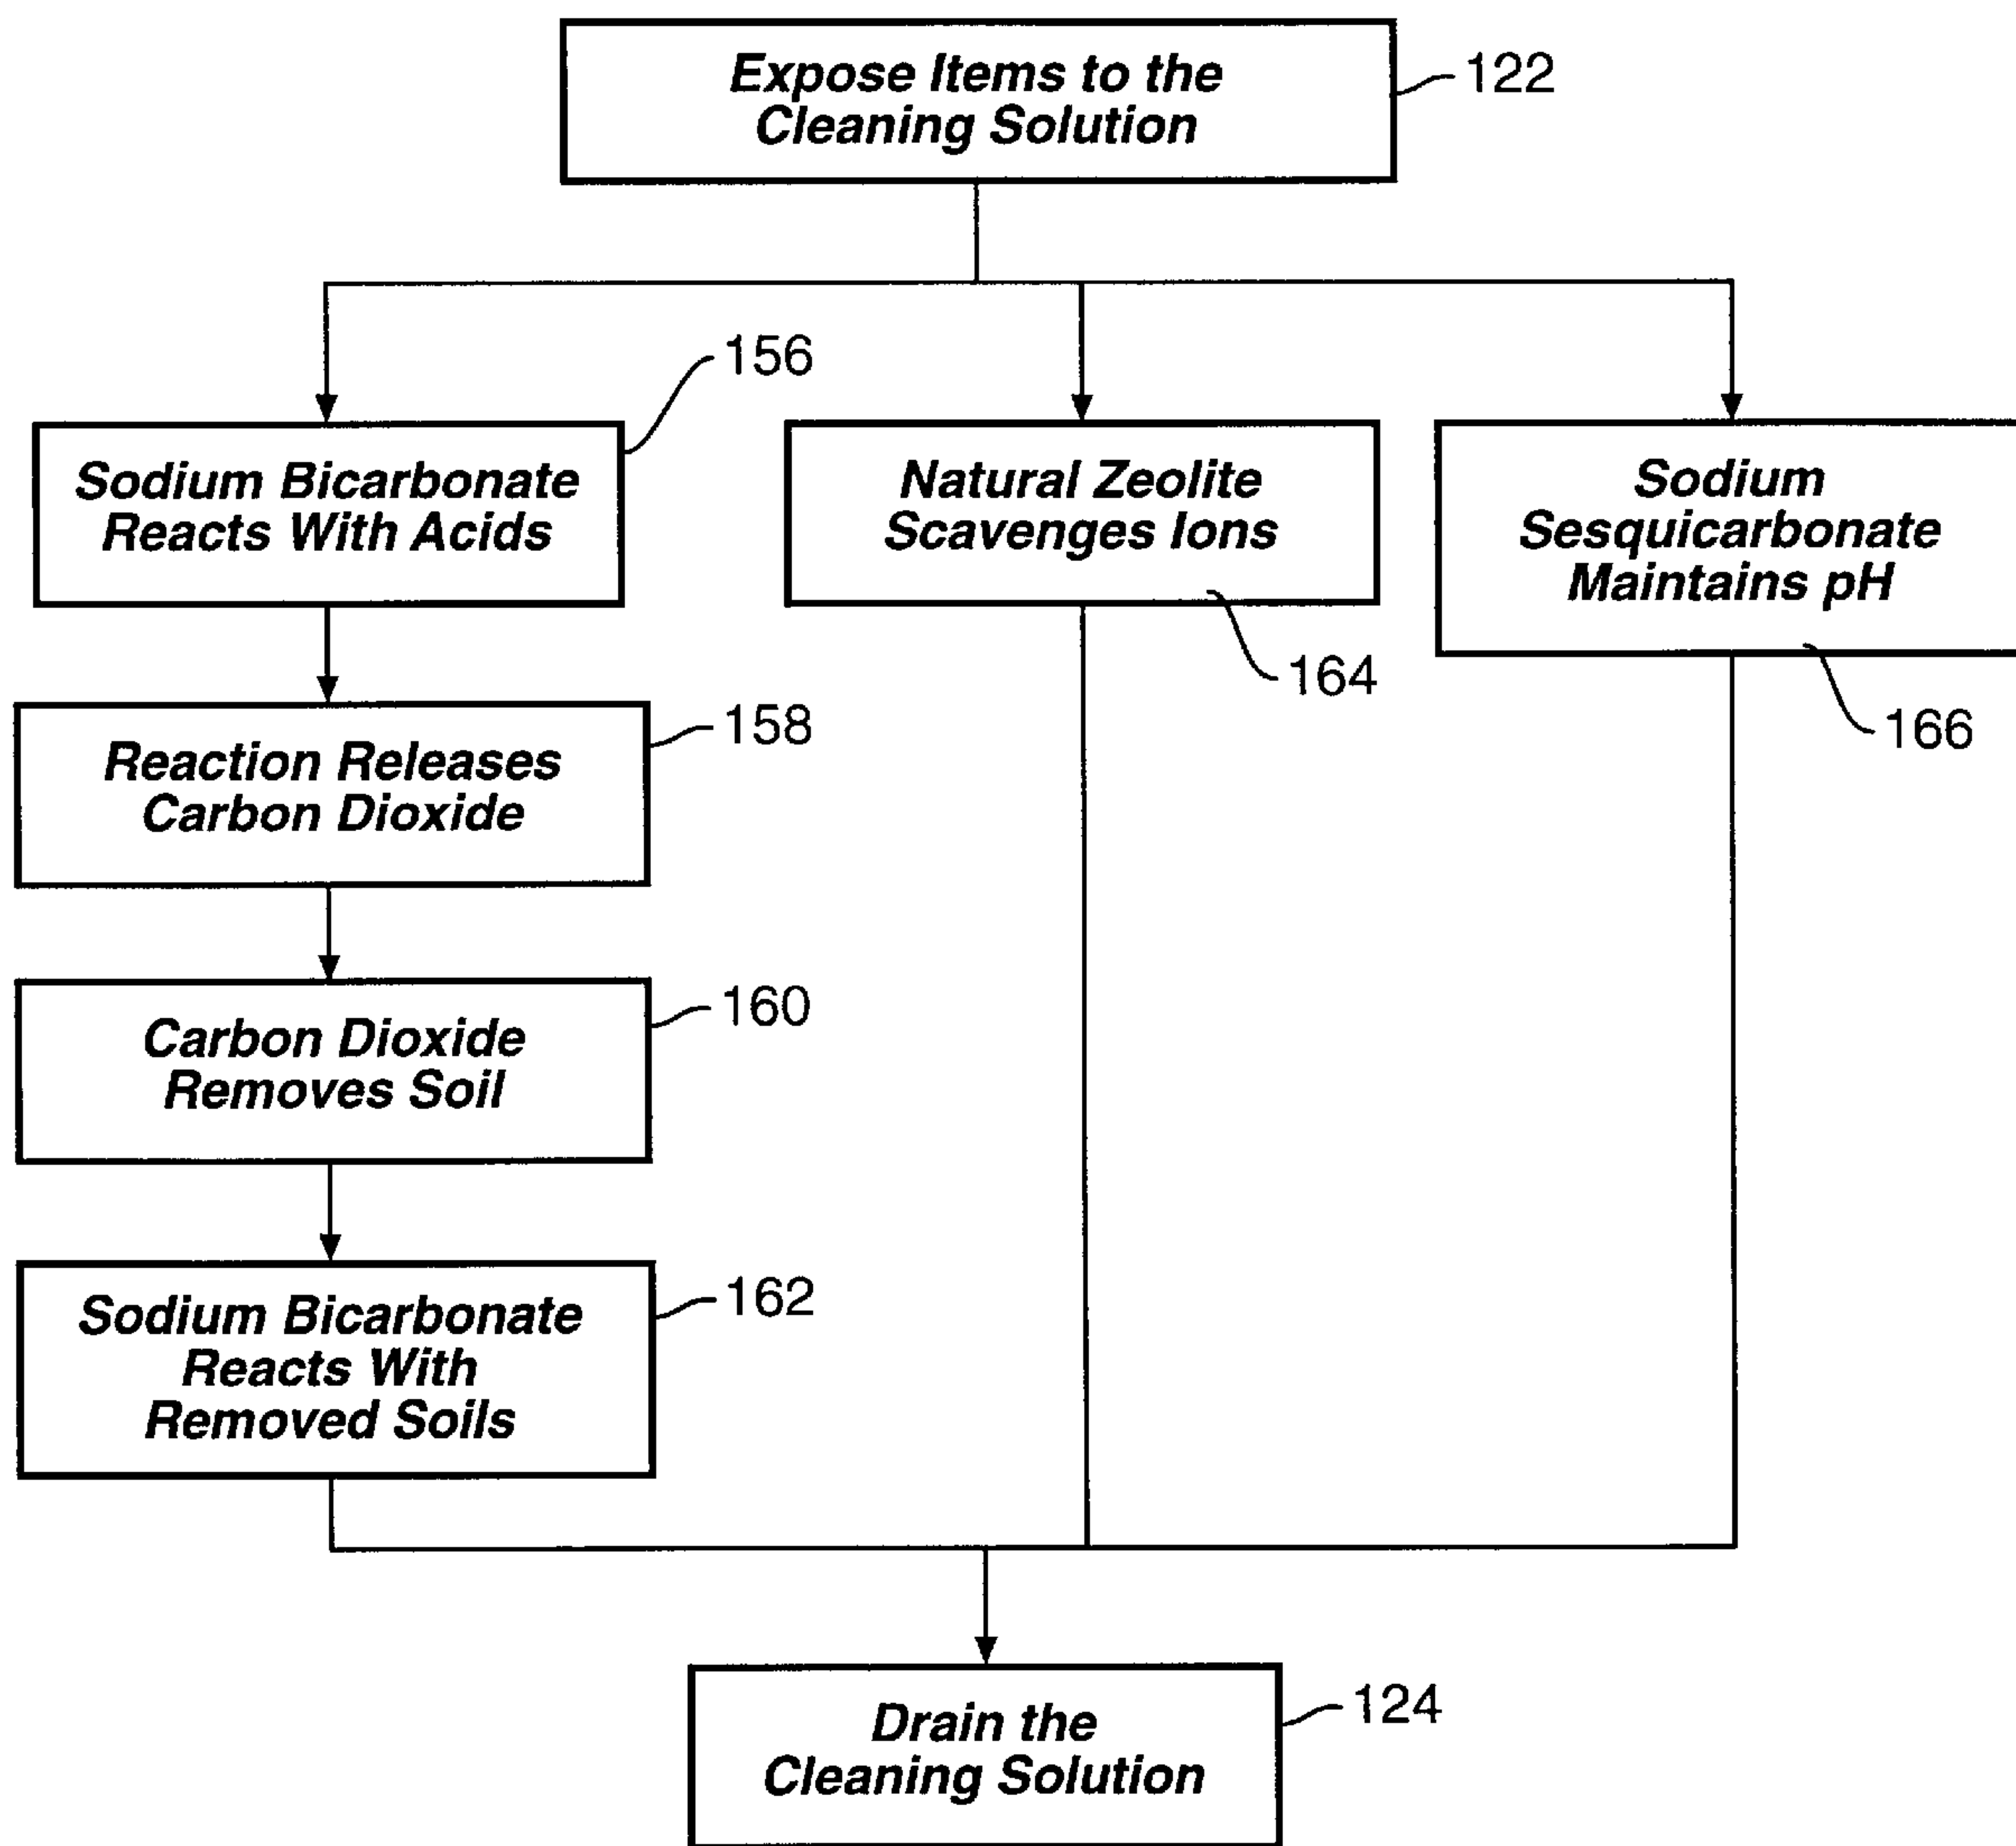 Expose Items to the
Cleaning Solution
122
156
Sodium Bicarbonate
Reacts With Acids
Natural Zeolite
Scavenges Ions
164
Sodium
Sesquicarbonate
Maintains pH
166
Reaction Releases
Carbon Dioxide
158
Carbon Dioxide
Removes Soil
160
Sodium Bicarbonate
Reacts With
Removed Soils
162
Drain the
Cleaning Solution
124